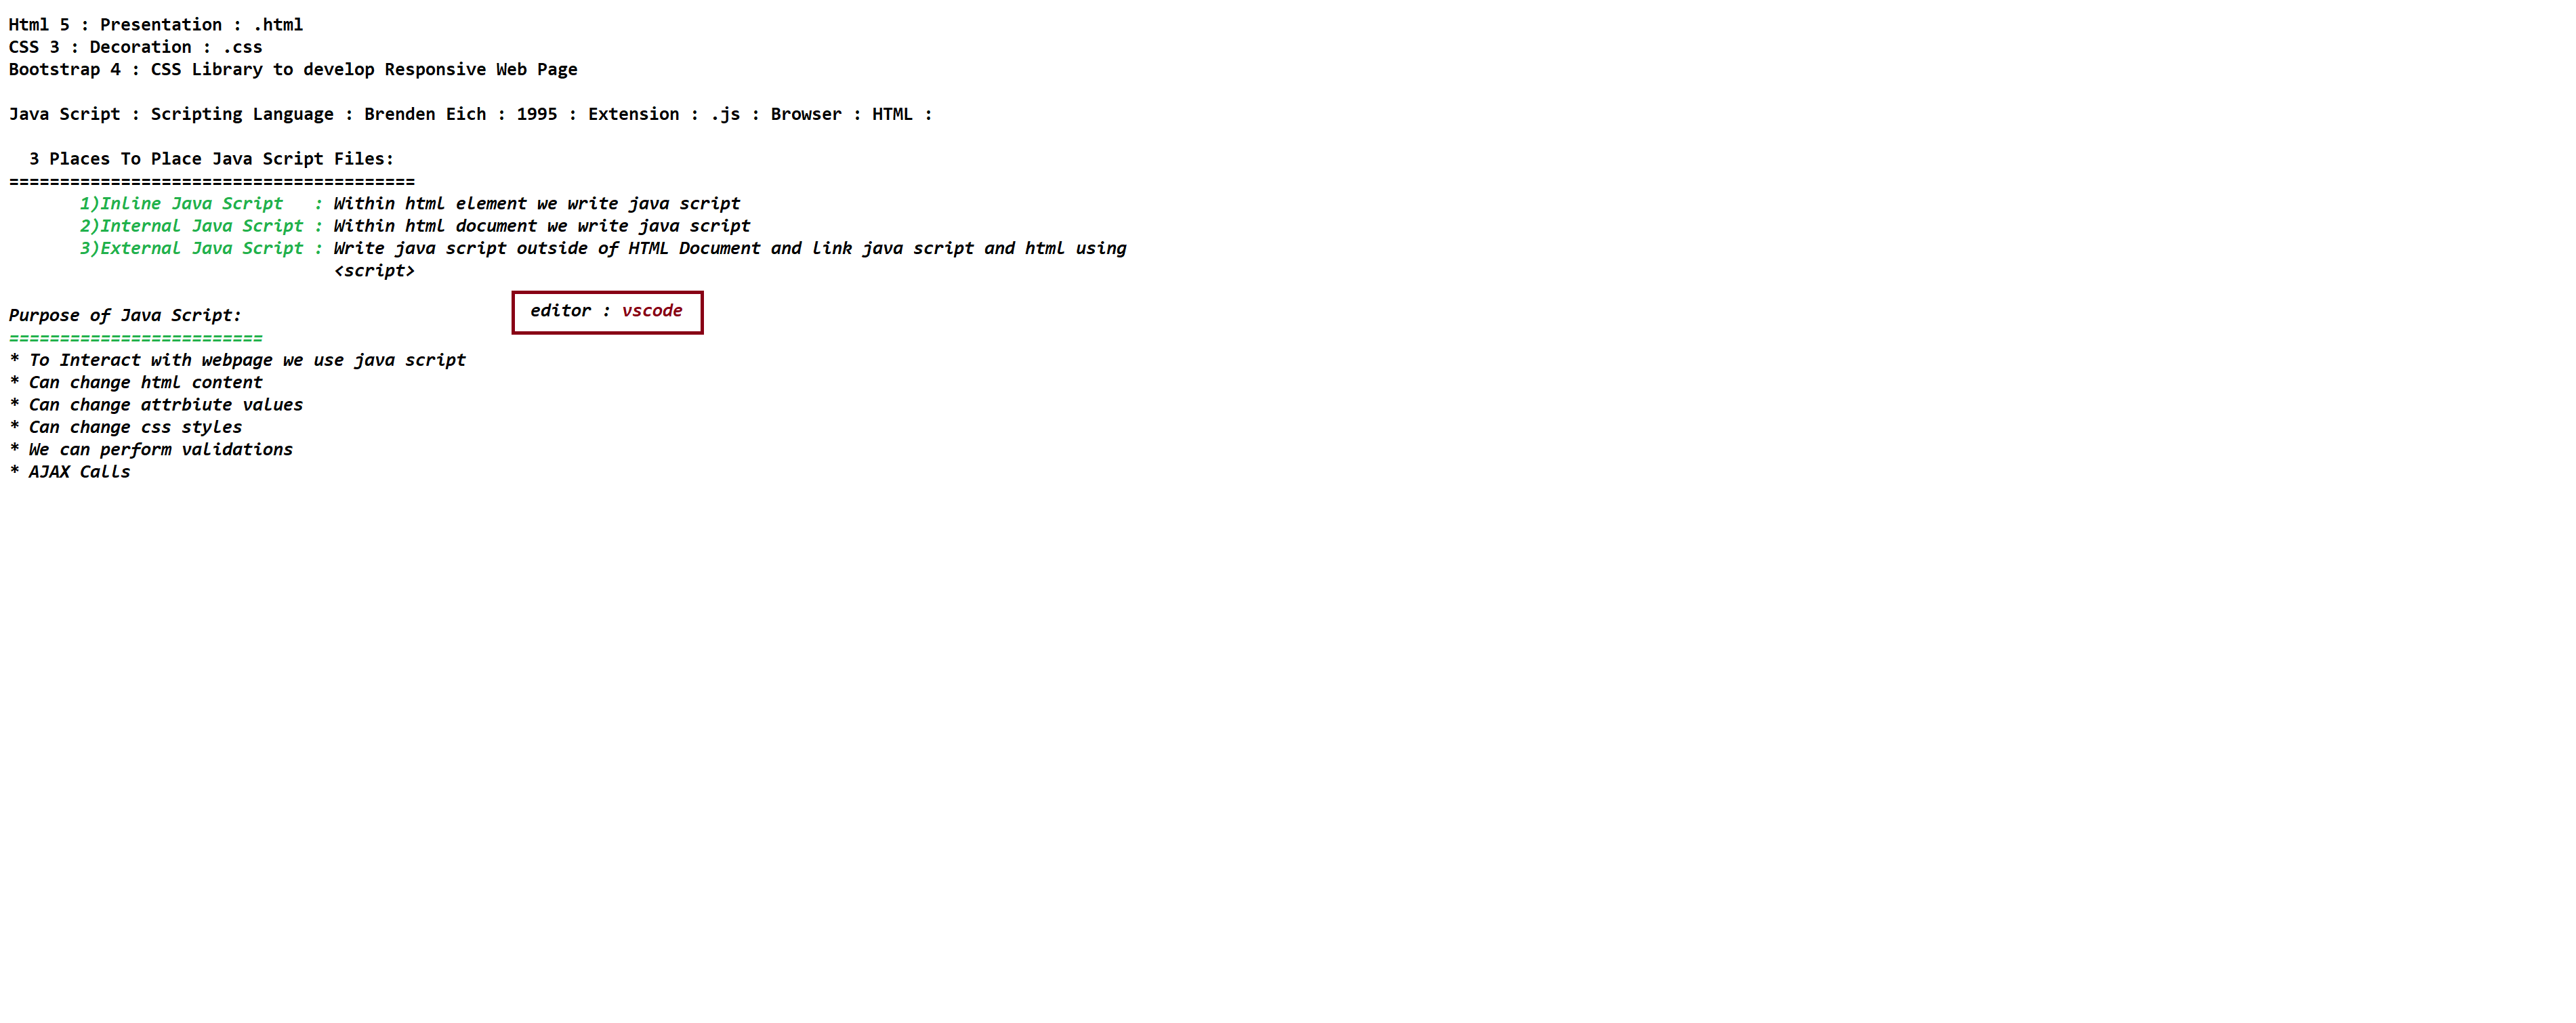 Html 5 : Presentation : .html
CSS 3 : Decoration : .css
Bootstrap 4 : CSS Library to develop Responsive Web Page
Java Script : Scripting Language : Brenden Eich : 1995 : Extension : .js : Browser : HTML :
3 Places To Place Java Script Files:
========================================
1)Inline Java Script   : Within html element we write java script
2)Internal Java Script : Within html document we write java script
3)External Java Script : Write java script outside of HTML Document and link java script and html using
<script>
editor : vscode
Purpose of Java Script:
=========================
* To Interact with webpage we use java script
* Can change html content
* Can change attrbiute values
* Can change css styles
* We can perform validations
* AJAX Calls